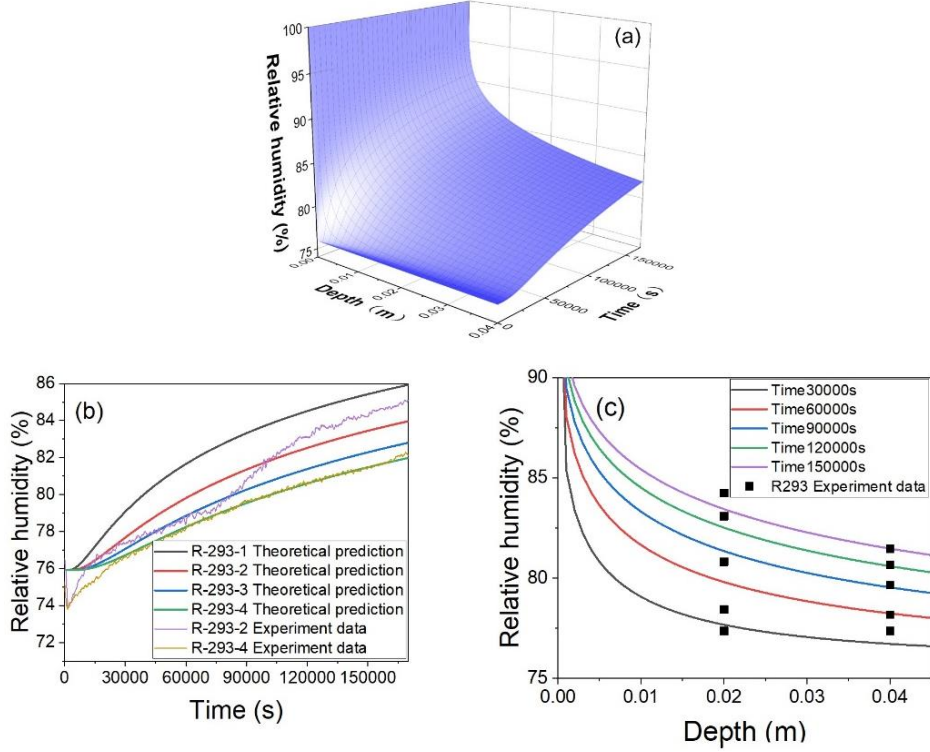 (a)
Relative humidity (%)
100
95
90
85
80
75
0.00
0.01
0.02
0.03
0.04
Depth (m)
0
50000
100000
150000
Time (s)
(b)
Relative humidity (%)
86
84
82
80
78
76
74
72
R-293-1 Theoretical prediction
R-293-2 Theoretical prediction
R-293-3 Theoretical prediction
R-293-4 Theoretical prediction
R-293-2 Experiment data
R-293-4 Experiment data
0 30000 60000 90000 120000 150000
Time (s)
(c)
Relative humidity (%)
90
85
80
75
Time30000s
Time60000s
Time90000s
Time120000s
Time150000s
R293 Experiment data
0.00 0.01 0.02 0.03 0.04
Depth (m)